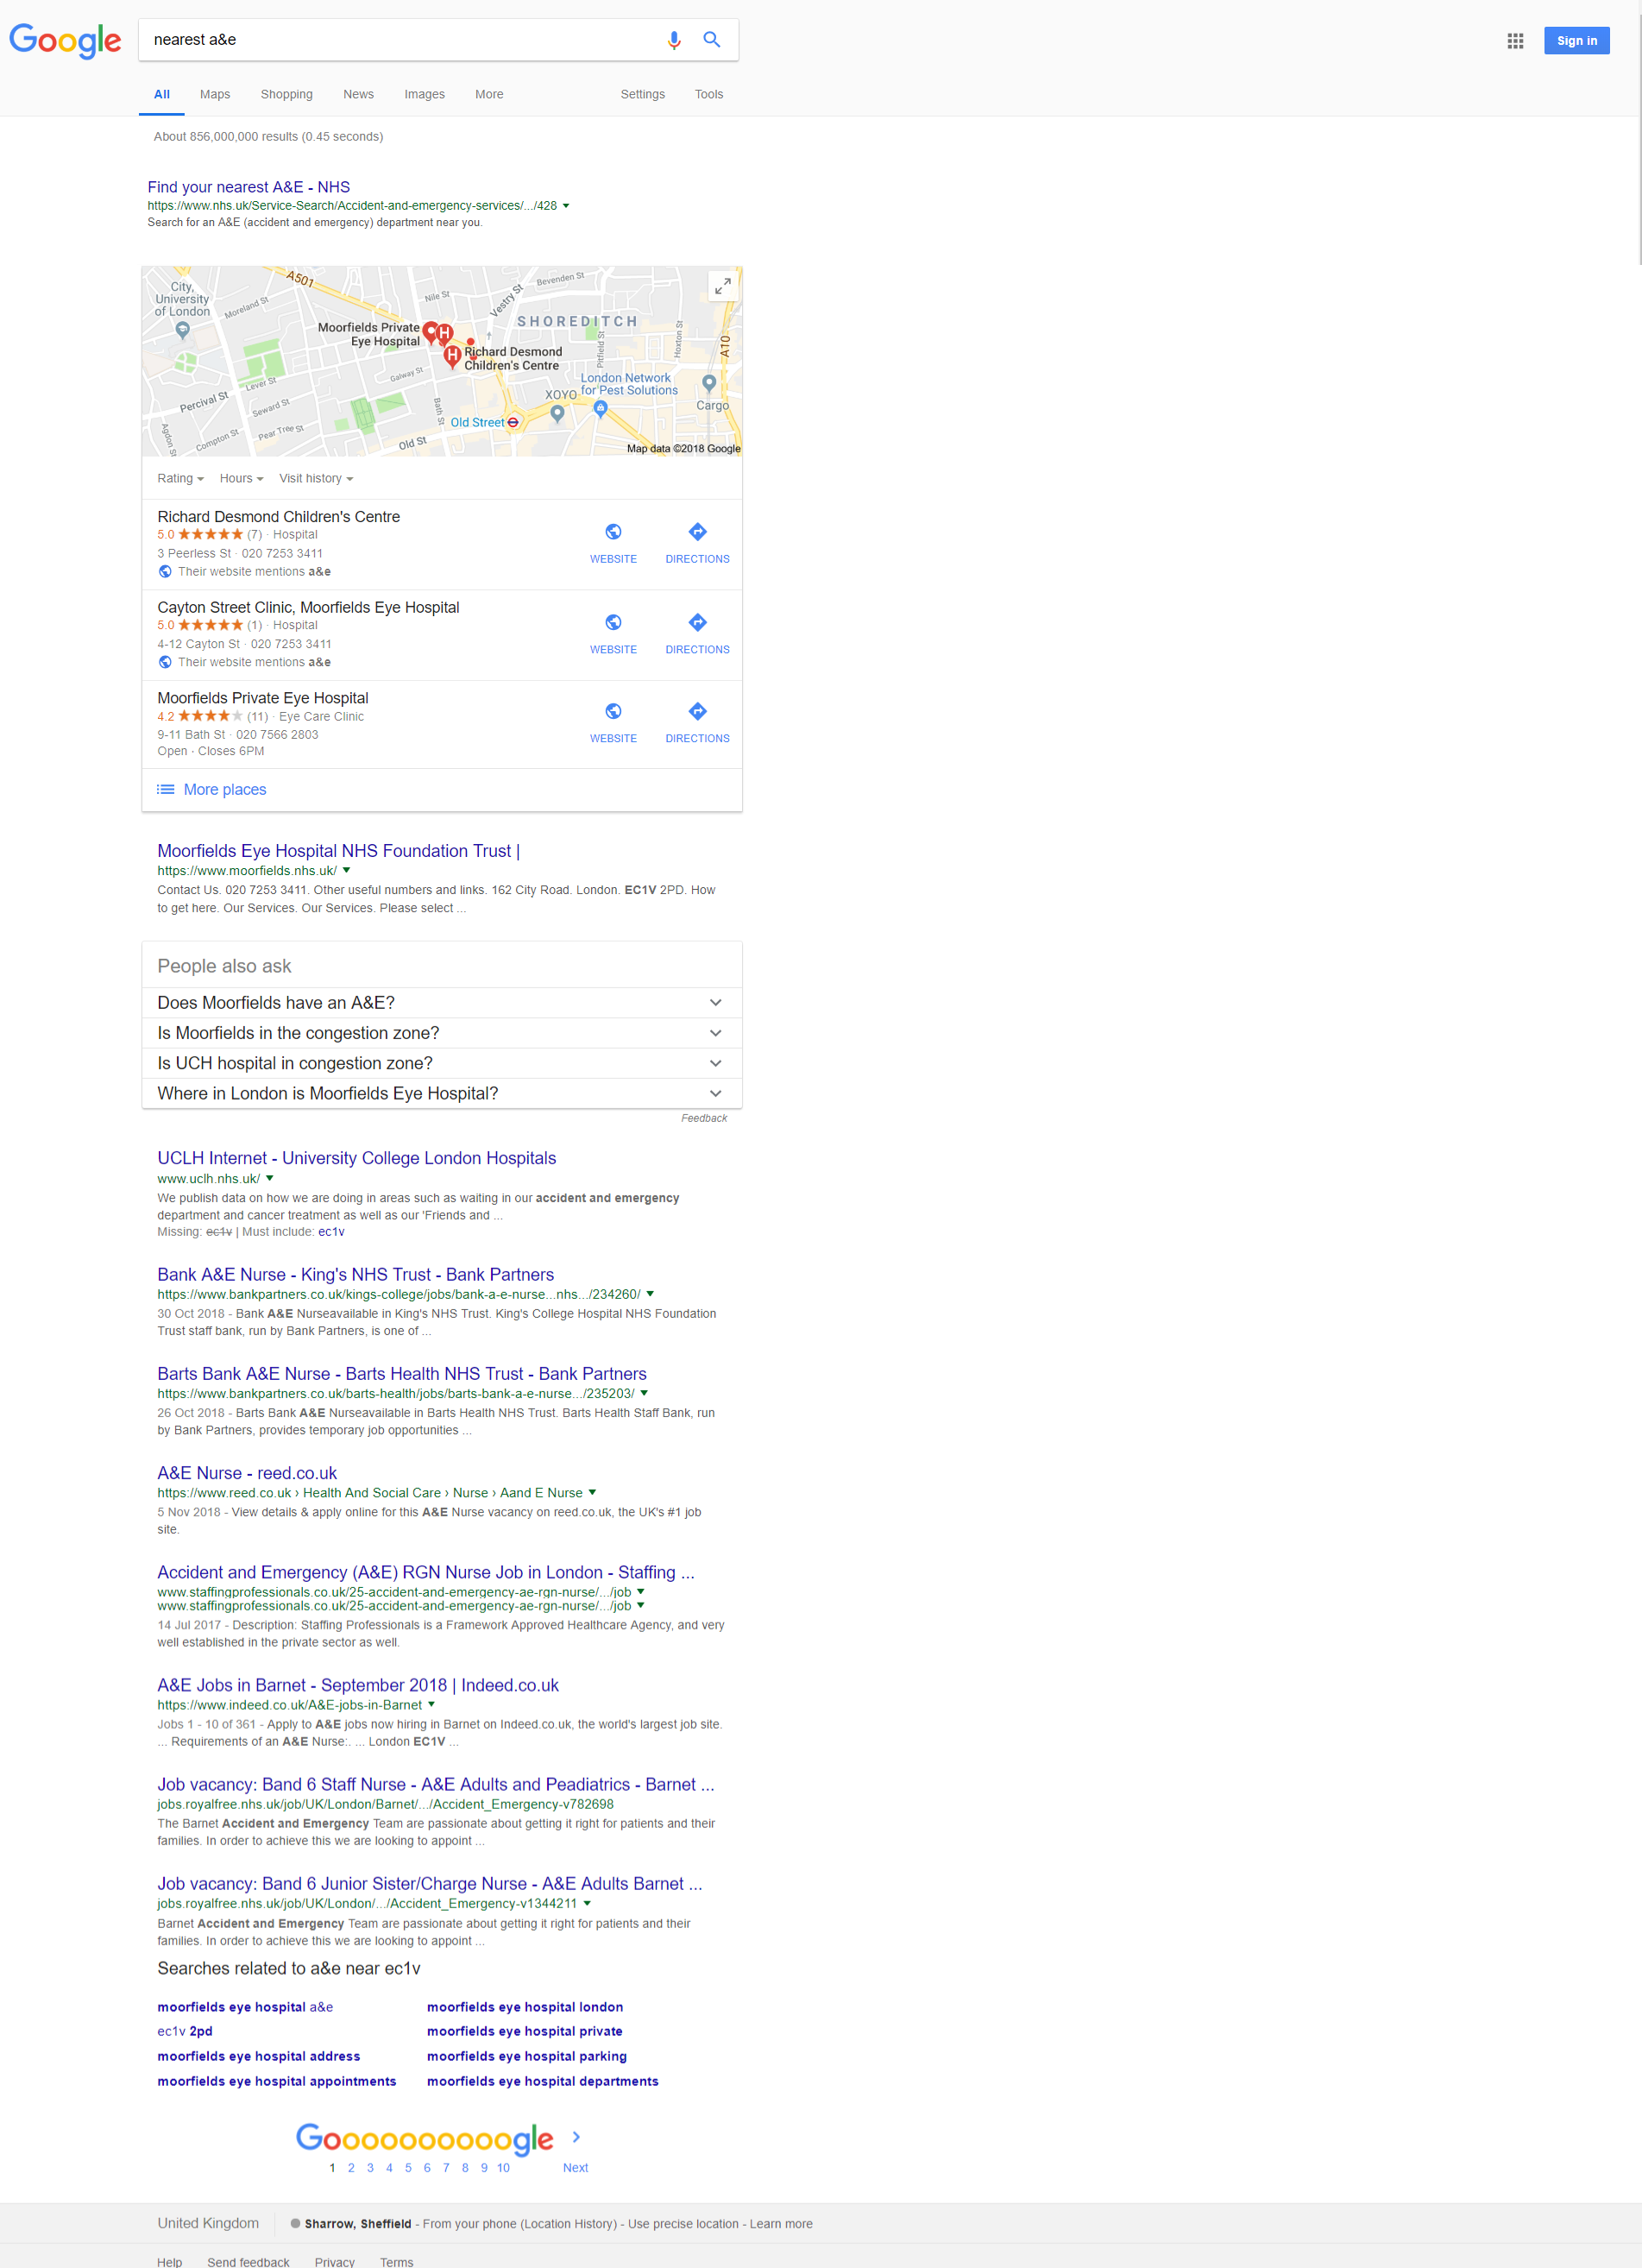 Google
nearest a&e
Sign in
All Maps Shopping News Images More Settings Tools
About 856,000,000 results (0.45 seconds)
Find your nearest A&E - NHS
https://www.nhs.uk/Service-Search/Accident-and-emergency-services/.../428
Search for an A&E (accident and emergency) department near you.
A501
City,
University
of London
Moreland St
Nile St
Vestry St
Bevenden St
SHOREDITCH
Hoxton St
Pitfield St
A10
Moorfields Private
Eye Hospital
Richard Desmond
Children's Centre
Galway St
Lever St
Percival St
Seward St
Bath St
London Network
for Pest Solutions
XOYO
Cargo
Old Street
Agdon St
Compton St
Pear Tree St
Old St
Map data ©2018 Google
Rating Hours Visit history
Richard Desmond Children's Centre
5.0 (7) · Hospital
3 Peerless St · 020 7253 3411
Their website mentions a&e
WEBSITE DIRECTIONS
Cayton Street Clinic, Moorfields Eye Hospital
5.0 (1) · Hospital
4-12 Cayton St · 020 7253 3411
Their website mentions a&e
WEBSITE DIRECTIONS
Moorfields Private Eye Hospital
4.2 (11) · Eye Care Clinic
9-11 Bath St · 020 7566 2803
Open · Closes 6PM
WEBSITE DIRECTIONS
More places
Moorfields Eye Hospital NHS Foundation Trust |
https://www.moorfields.nhs.uk/
Contact Us. 020 7253 3411. Other useful numbers and links. 162 City Road. London. EC1V 2PD. How
to get here. Our Services. Our Services. Please select ...
People also ask
Does Moorfields have an A&E?
Is Moorfields in the congestion zone?
Is UCH hospital in congestion zone?
Where in London is Moorfields Eye Hospital?
Feedback
UCLH Internet - University College London Hospitals
www.uclh.nhs.uk/
We publish data on how we are doing in areas such as waiting in our accident and emergency
department and cancer treatment as well as our 'Friends and ...
Missing: ec1v | Must include: ec1v
Bank A&E Nurse - King's NHS Trust - Bank Partners
https://www.bankpartners.co.uk/kings-college/jobs/bank-a-e-nurse...nhs.../234260/
30 Oct 2018 - Bank A&E Nurseavailable in King's NHS Trust. King's College Hospital NHS Foundation
Trust staff bank, run by Bank Partners, is one of ...
Barts Bank A&E Nurse - Barts Health NHS Trust - Bank Partners
https://www.bankpartners.co.uk/barts-health/jobs/barts-bank-a-e-nurse.../235203/
26 Oct 2018 - Barts Bank A&E Nurseavailable in Barts Health NHS Trust. Barts Health Staff Bank, run
by Bank Partners, provides temporary job opportunities ...
A&E Nurse - reed.co.uk
https://www.reed.co.uk › Health And Social Care › Nurse › Aand E Nurse
5 Nov 2018 - View details & apply online for this A&E Nurse vacancy on reed.co.uk, the UK's #1 job
site.
Accident and Emergency (A&E) RGN Nurse Job in London - Staffing ...
www.staffingprofessionals.co.uk/25-accident-and-emergency-ae-rgn-nurse/.../job
www.staffingprofessionals.co.uk/25-accident-and-emergency-ae-rgn-nurse/.../job
14 Jul 2017 - Description: Staffing Professionals is a Framework Approved Healthcare Agency, and very
well established in the private sector as well.
A&E Jobs in Barnet - September 2018 | Indeed.co.uk
https://www.indeed.co.uk/A&E-jobs-in-Barnet
Jobs 1 - 10 of 361 - Apply to A&E jobs now hiring in Barnet on Indeed.co.uk, the world's largest job site.
... Requirements of an A&E Nurse:. ... London EC1V ...
Job vacancy: Band 6 Staff Nurse - A&E Adults and Peadiatrics - Barnet ...
jobs.royalfree.nhs.uk/job/UK/London/Barnet/.../Accident_Emergency-v782698
The Barnet Accident and Emergency Team are passionate about getting it right for patients and their
families. In order to achieve this we are looking to appoint ...
Job vacancy: Band 6 Junior Sister/Charge Nurse - A&E Adults Barnet ...
jobs.royalfree.nhs.uk/job/UK/London/.../Accident_Emergency-v1344211
Barnet Accident and Emergency Team are passionate about getting it right for patients and their
families. In order to achieve this we are looking to appoint ...
Searches related to a&e near ec1v
moorfields eye hospital a&e moorfields eye hospital london
ec1v 2pd moorfields eye hospital private
moorfields eye hospital address moorfields eye hospital parking
moorfields eye hospital appointments moorfields eye hospital departments
Goooooooooogle
1 2 3 4 5 6 7 8 9 10 Next
United Kingdom Sharrow, Sheffield - From your phone (Location History) - Use precise location - Learn more
Help Send feedback Privacy Terms